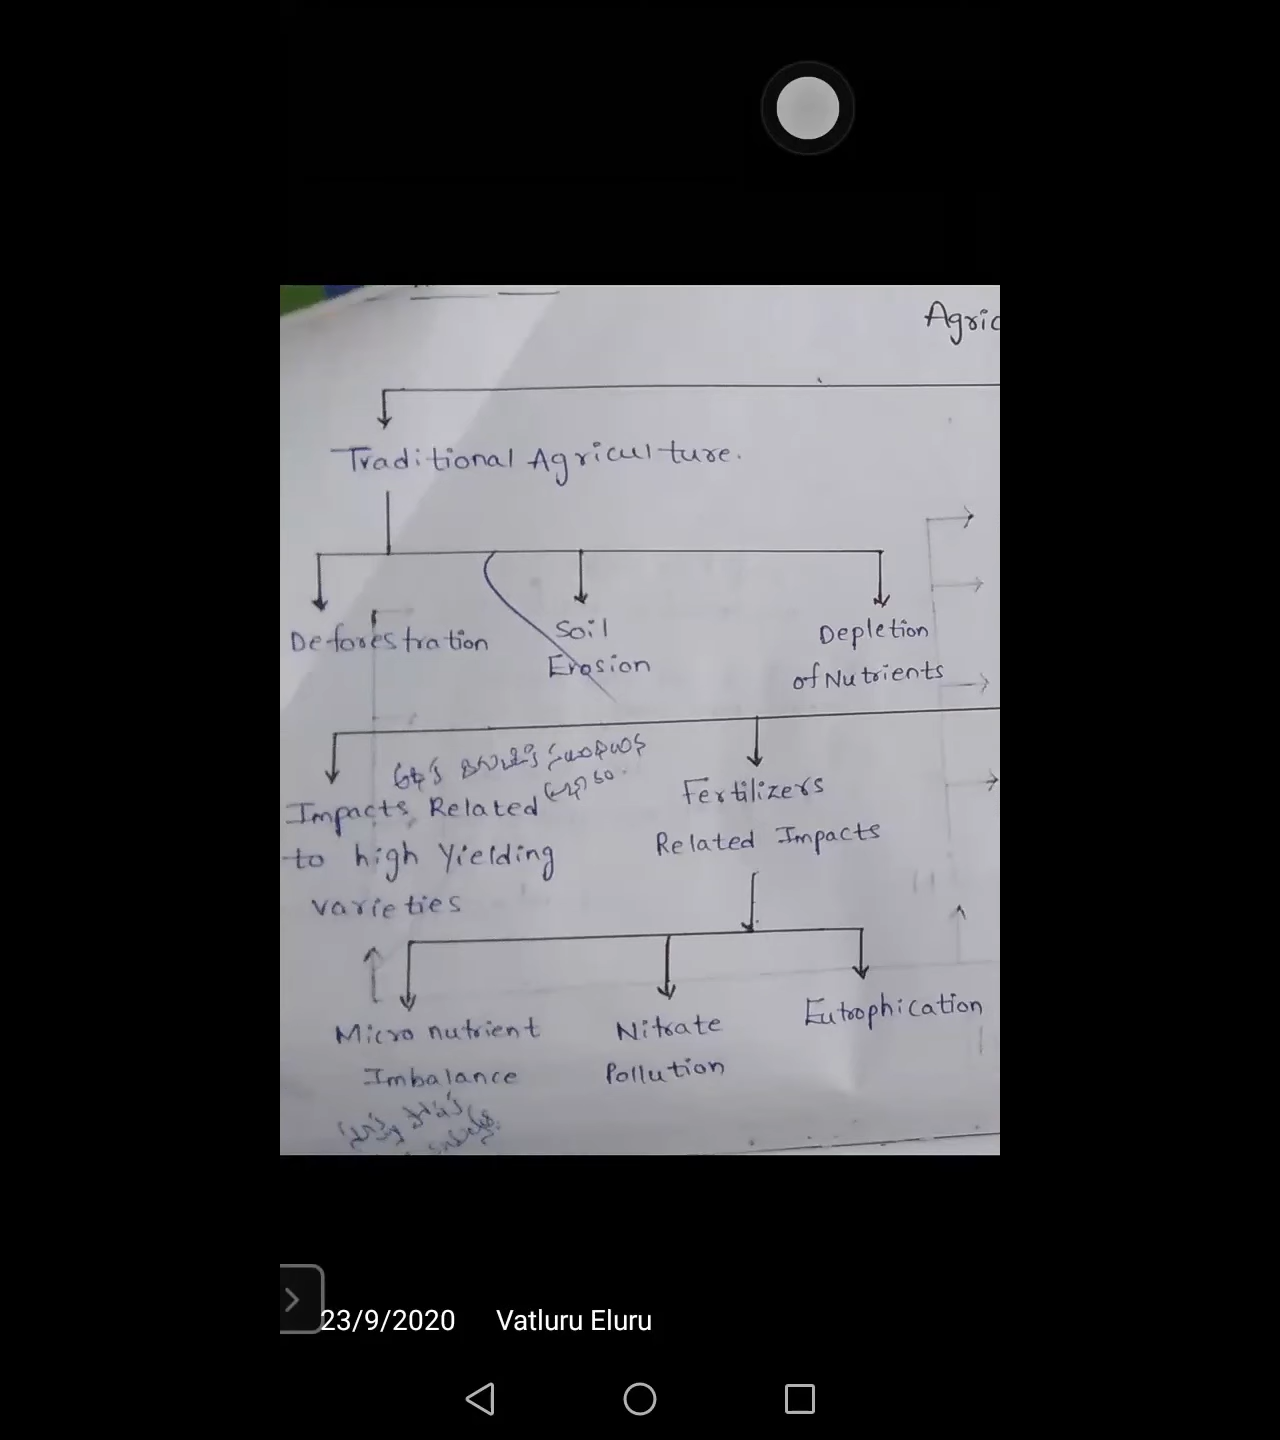 Agric
Traditional Agriculture.
Deforestration
Soil
Erosion
Depletion
of Nutrients
Impacts Related
to high Yielding
varieties
Fertilizers
Related Impacts
Micro nutrient
Imbalance
Nitrate
Pollution
Eutrophication
23/9/2020 Vatluru Eluru